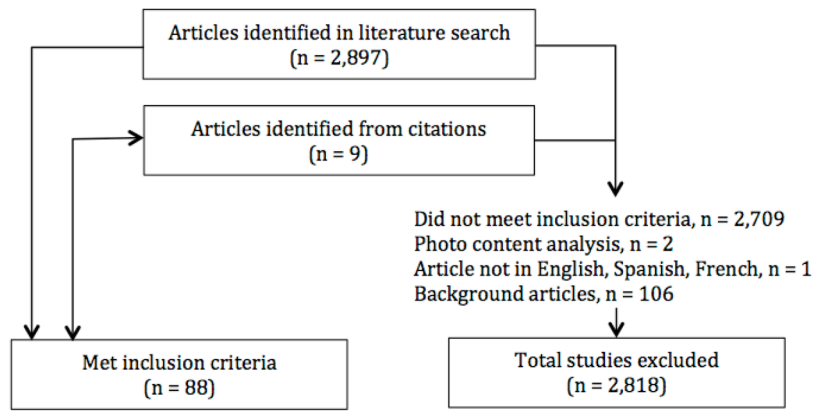 Articles identified in literature search
(n = 2,897)
Articles identified from citations
(n = 9)
Did not meet inclusion criteria, n = 2,709
Photo content analysis, n = 2
Article not in English, Spanish, French, n = 1
Background articles, n = 106
Met inclusion criteria
(n = 88)
Total studies excluded
(n = 2,818)